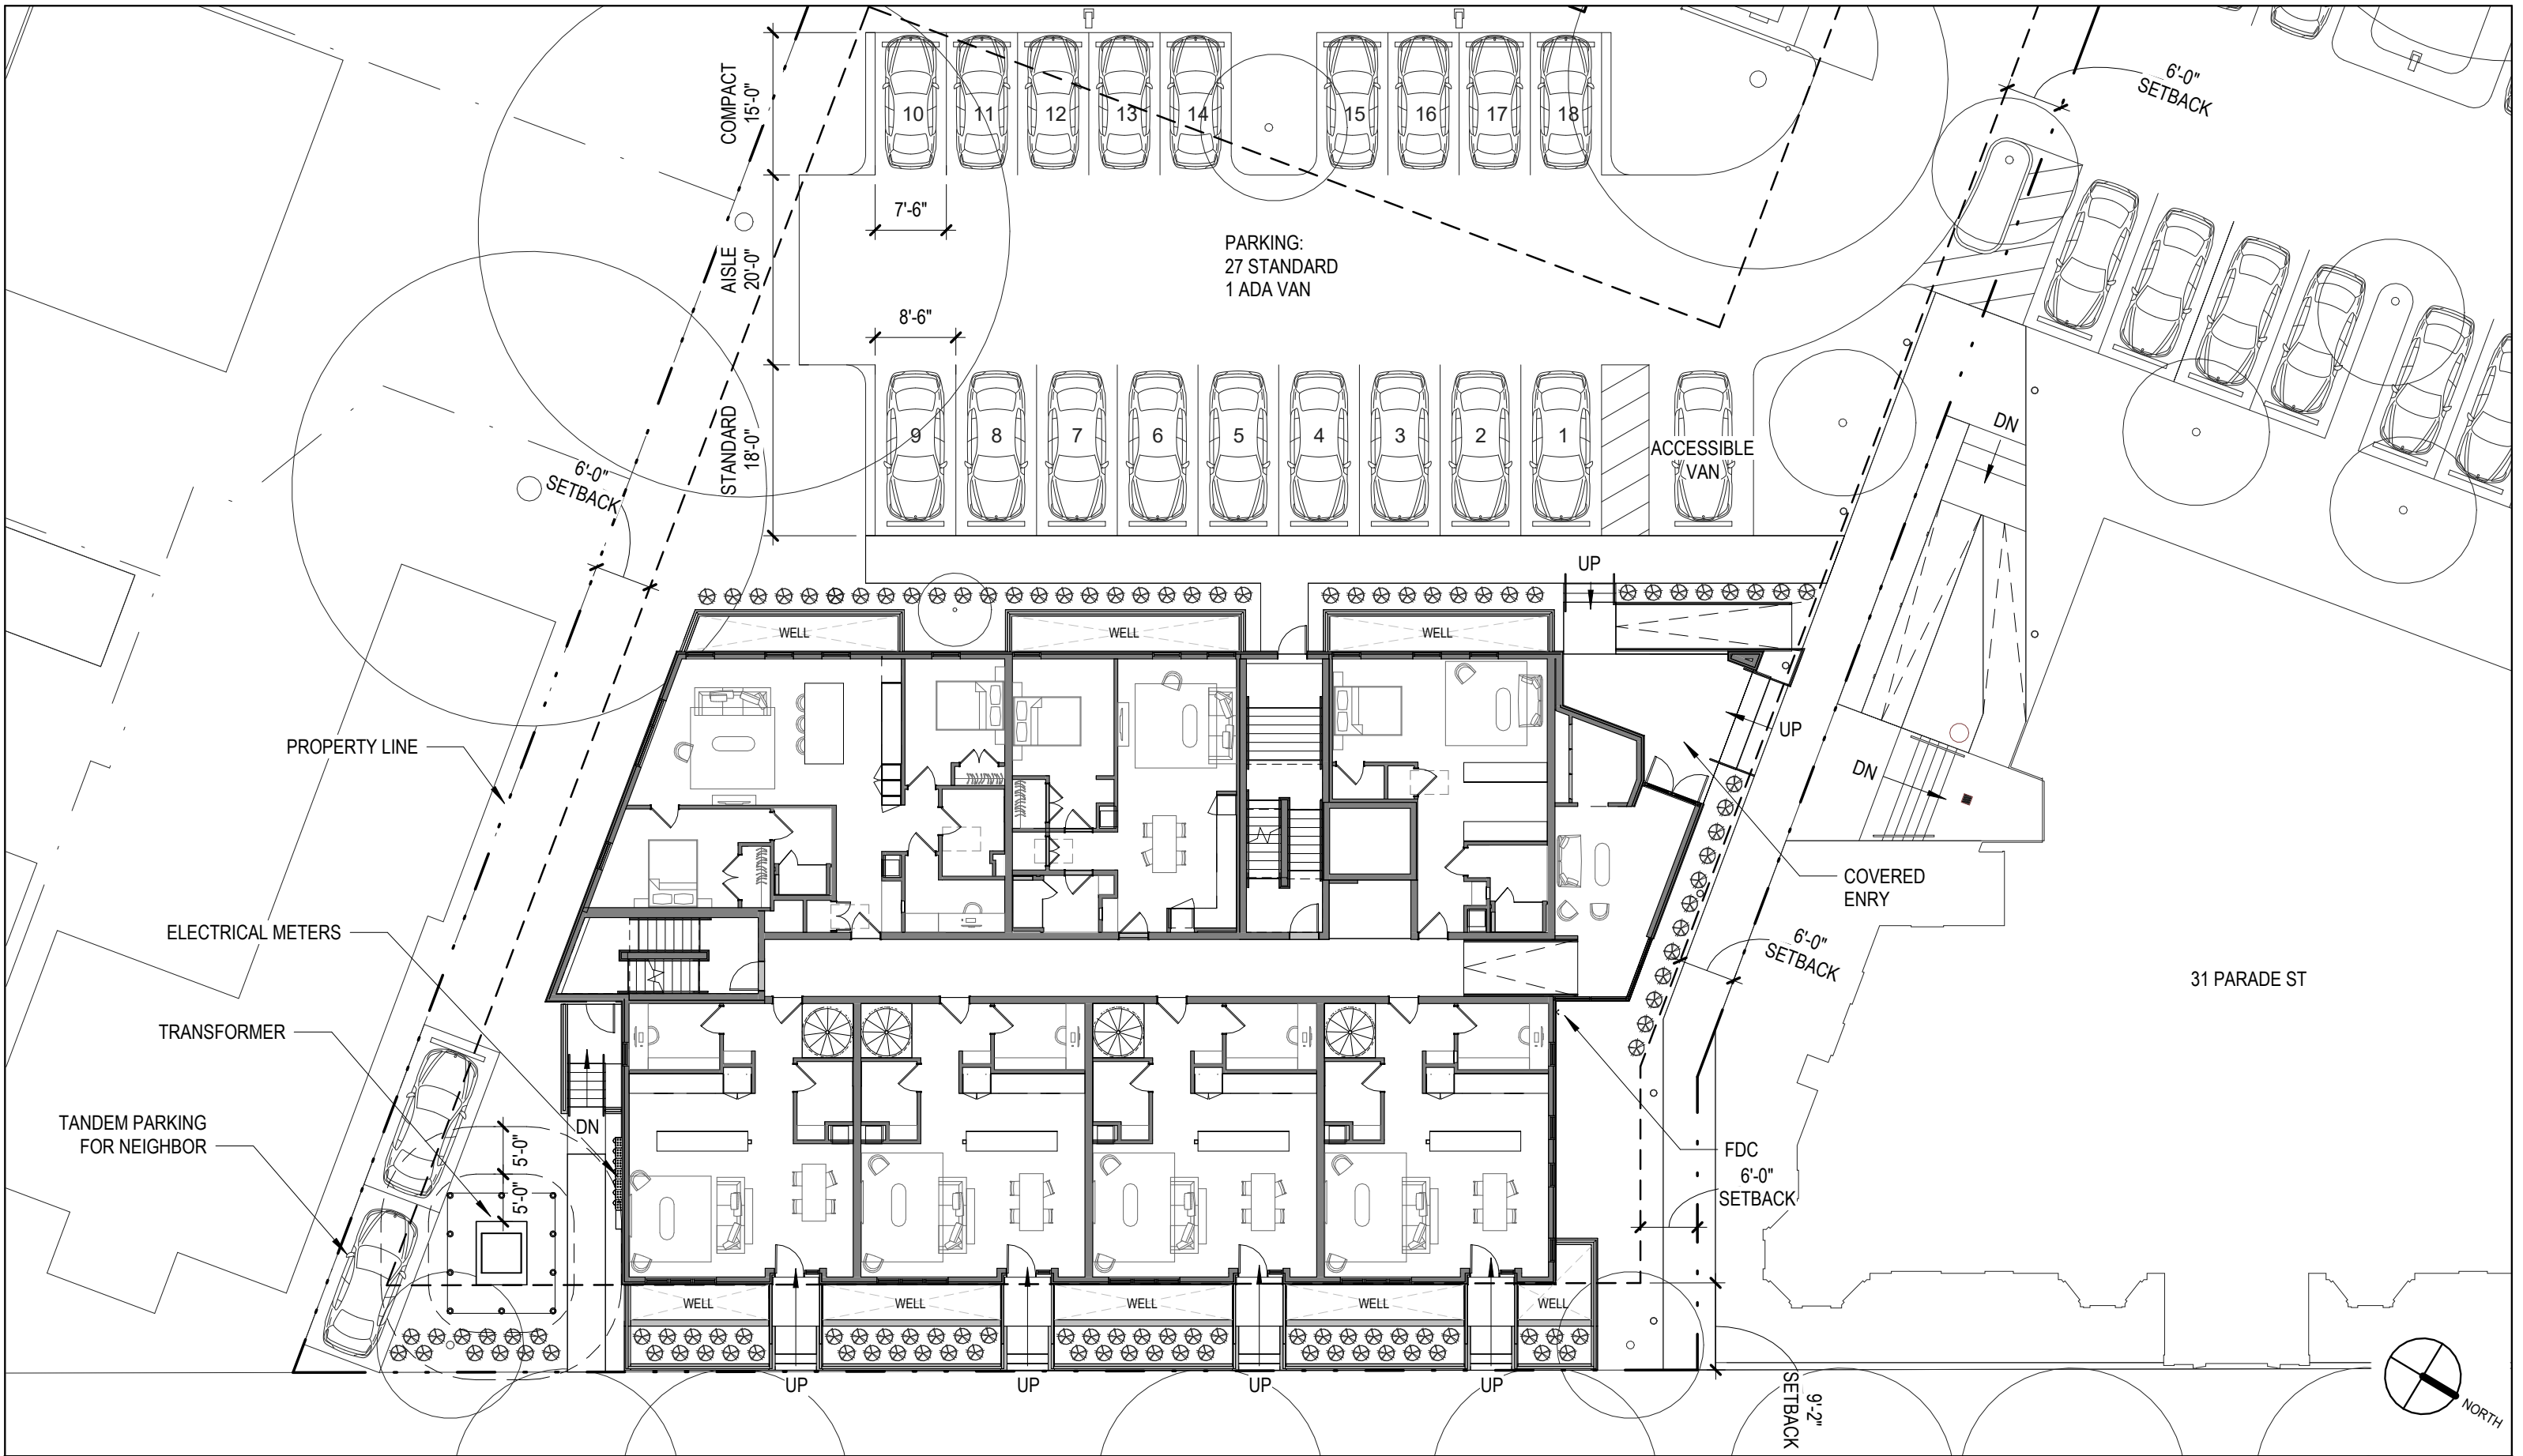 COMPACT
15'-0"
10
11
12
13
14
15
16
17
18
6'-0"
SETBACK
7'-6"
AISLE
20'-0"
PARKING:
27 STANDARD
1 ADA VAN
8'-6"
STANDARD
18'-0"
9
8
7
6
5
4
3
2
1
ACCESSIBLE
VAN
DN
6'-0"
SETBACK
UP
WELL
WELL
WELL
PROPERTY LINE
UP
DN
COVERED
ENRY
ELECTRICAL METERS
6'-0"
SETBACK
31 PARADE ST
TRANSFORMER
TANDEM PARKING
FOR NEIGHBOR
DN
5'-0"
5'-0"
FDC
6'-0"
SETBACK
WELL
WELL
WELL
WELL
WELL
UP
UP
UP
UP
9'-2"
SETBACK
NORTH